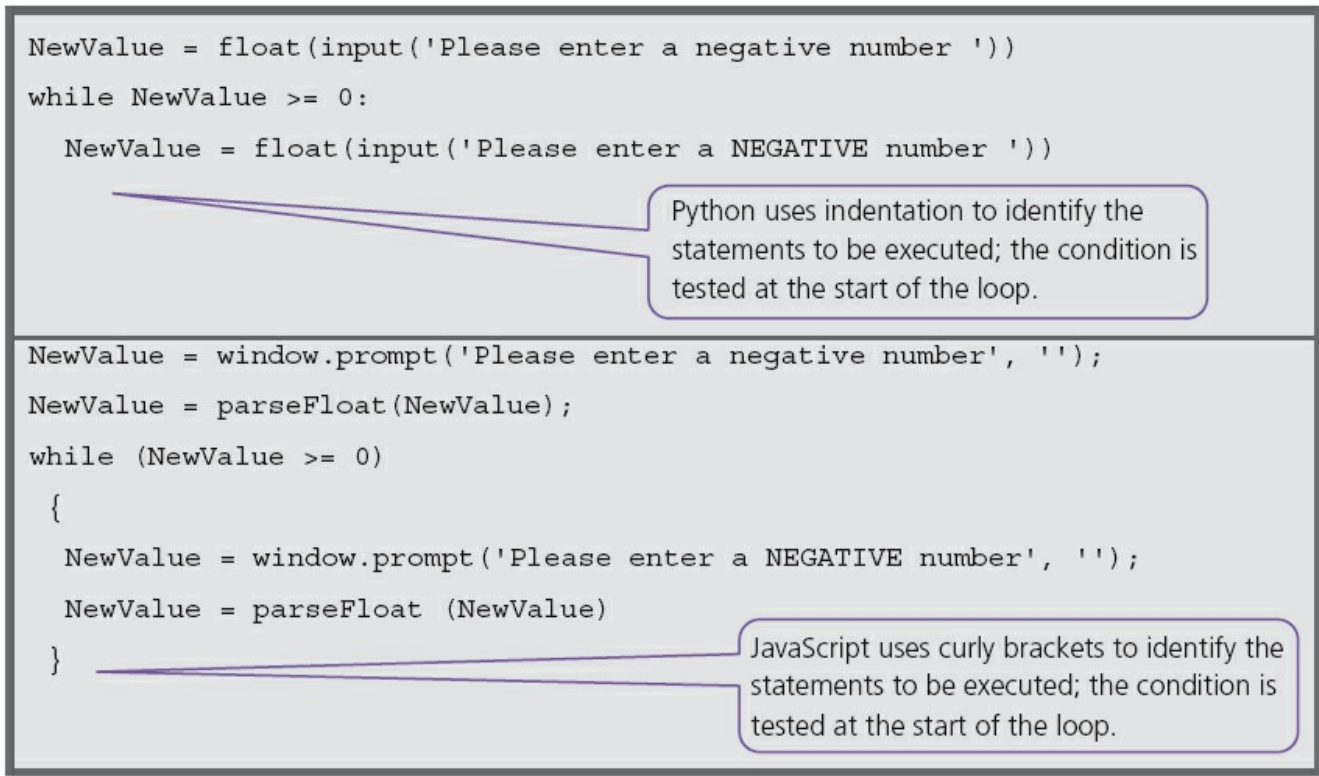 NewValue = float(input('Please enter a negative number '))
while NewValue >= 0:
  NewValue = float(input('Please enter a NEGATIVE number '))
Python uses indentation to identify the
statements to be executed; the condition is
tested at the start of the loop.
NewValue = window.prompt('Please enter a negative number', '');
NewValue = parseFloat(NewValue);
while (NewValue >= 0)
 {
  NewValue = window.prompt('Please enter a NEGATIVE number', '');
  NewValue = parseFloat (NewValue)
 }
JavaScript uses curly brackets to identify the
statements to be executed; the condition is
tested at the start of the loop.